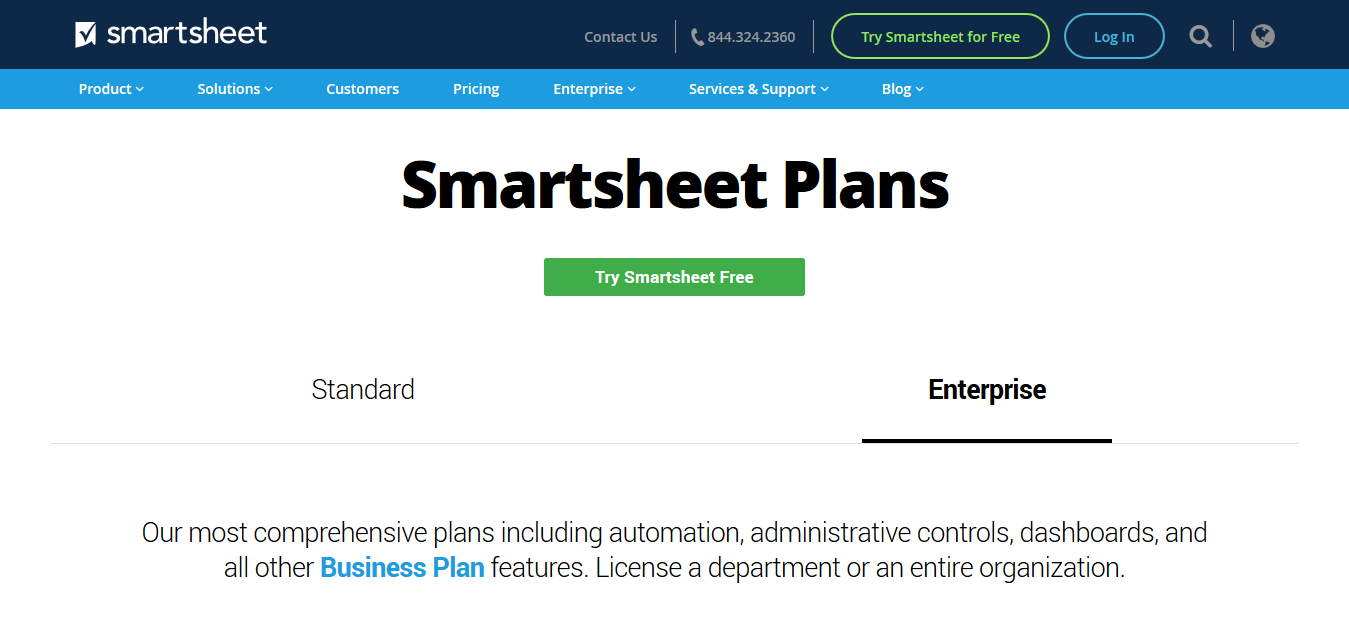 smartsheet
Contact Us
844.324.2360
Try Smartsheet for Free
Log In
Product
Solutions
Customers
Pricing
Enterprise
Services & Support
Blog
Smartsheet Plans
Try Smartsheet Free
Standard
Enterprise
Our most comprehensive plans including automation, administrative controls, dashboards, and
all other Business Plan features. License a department or an entire organization.